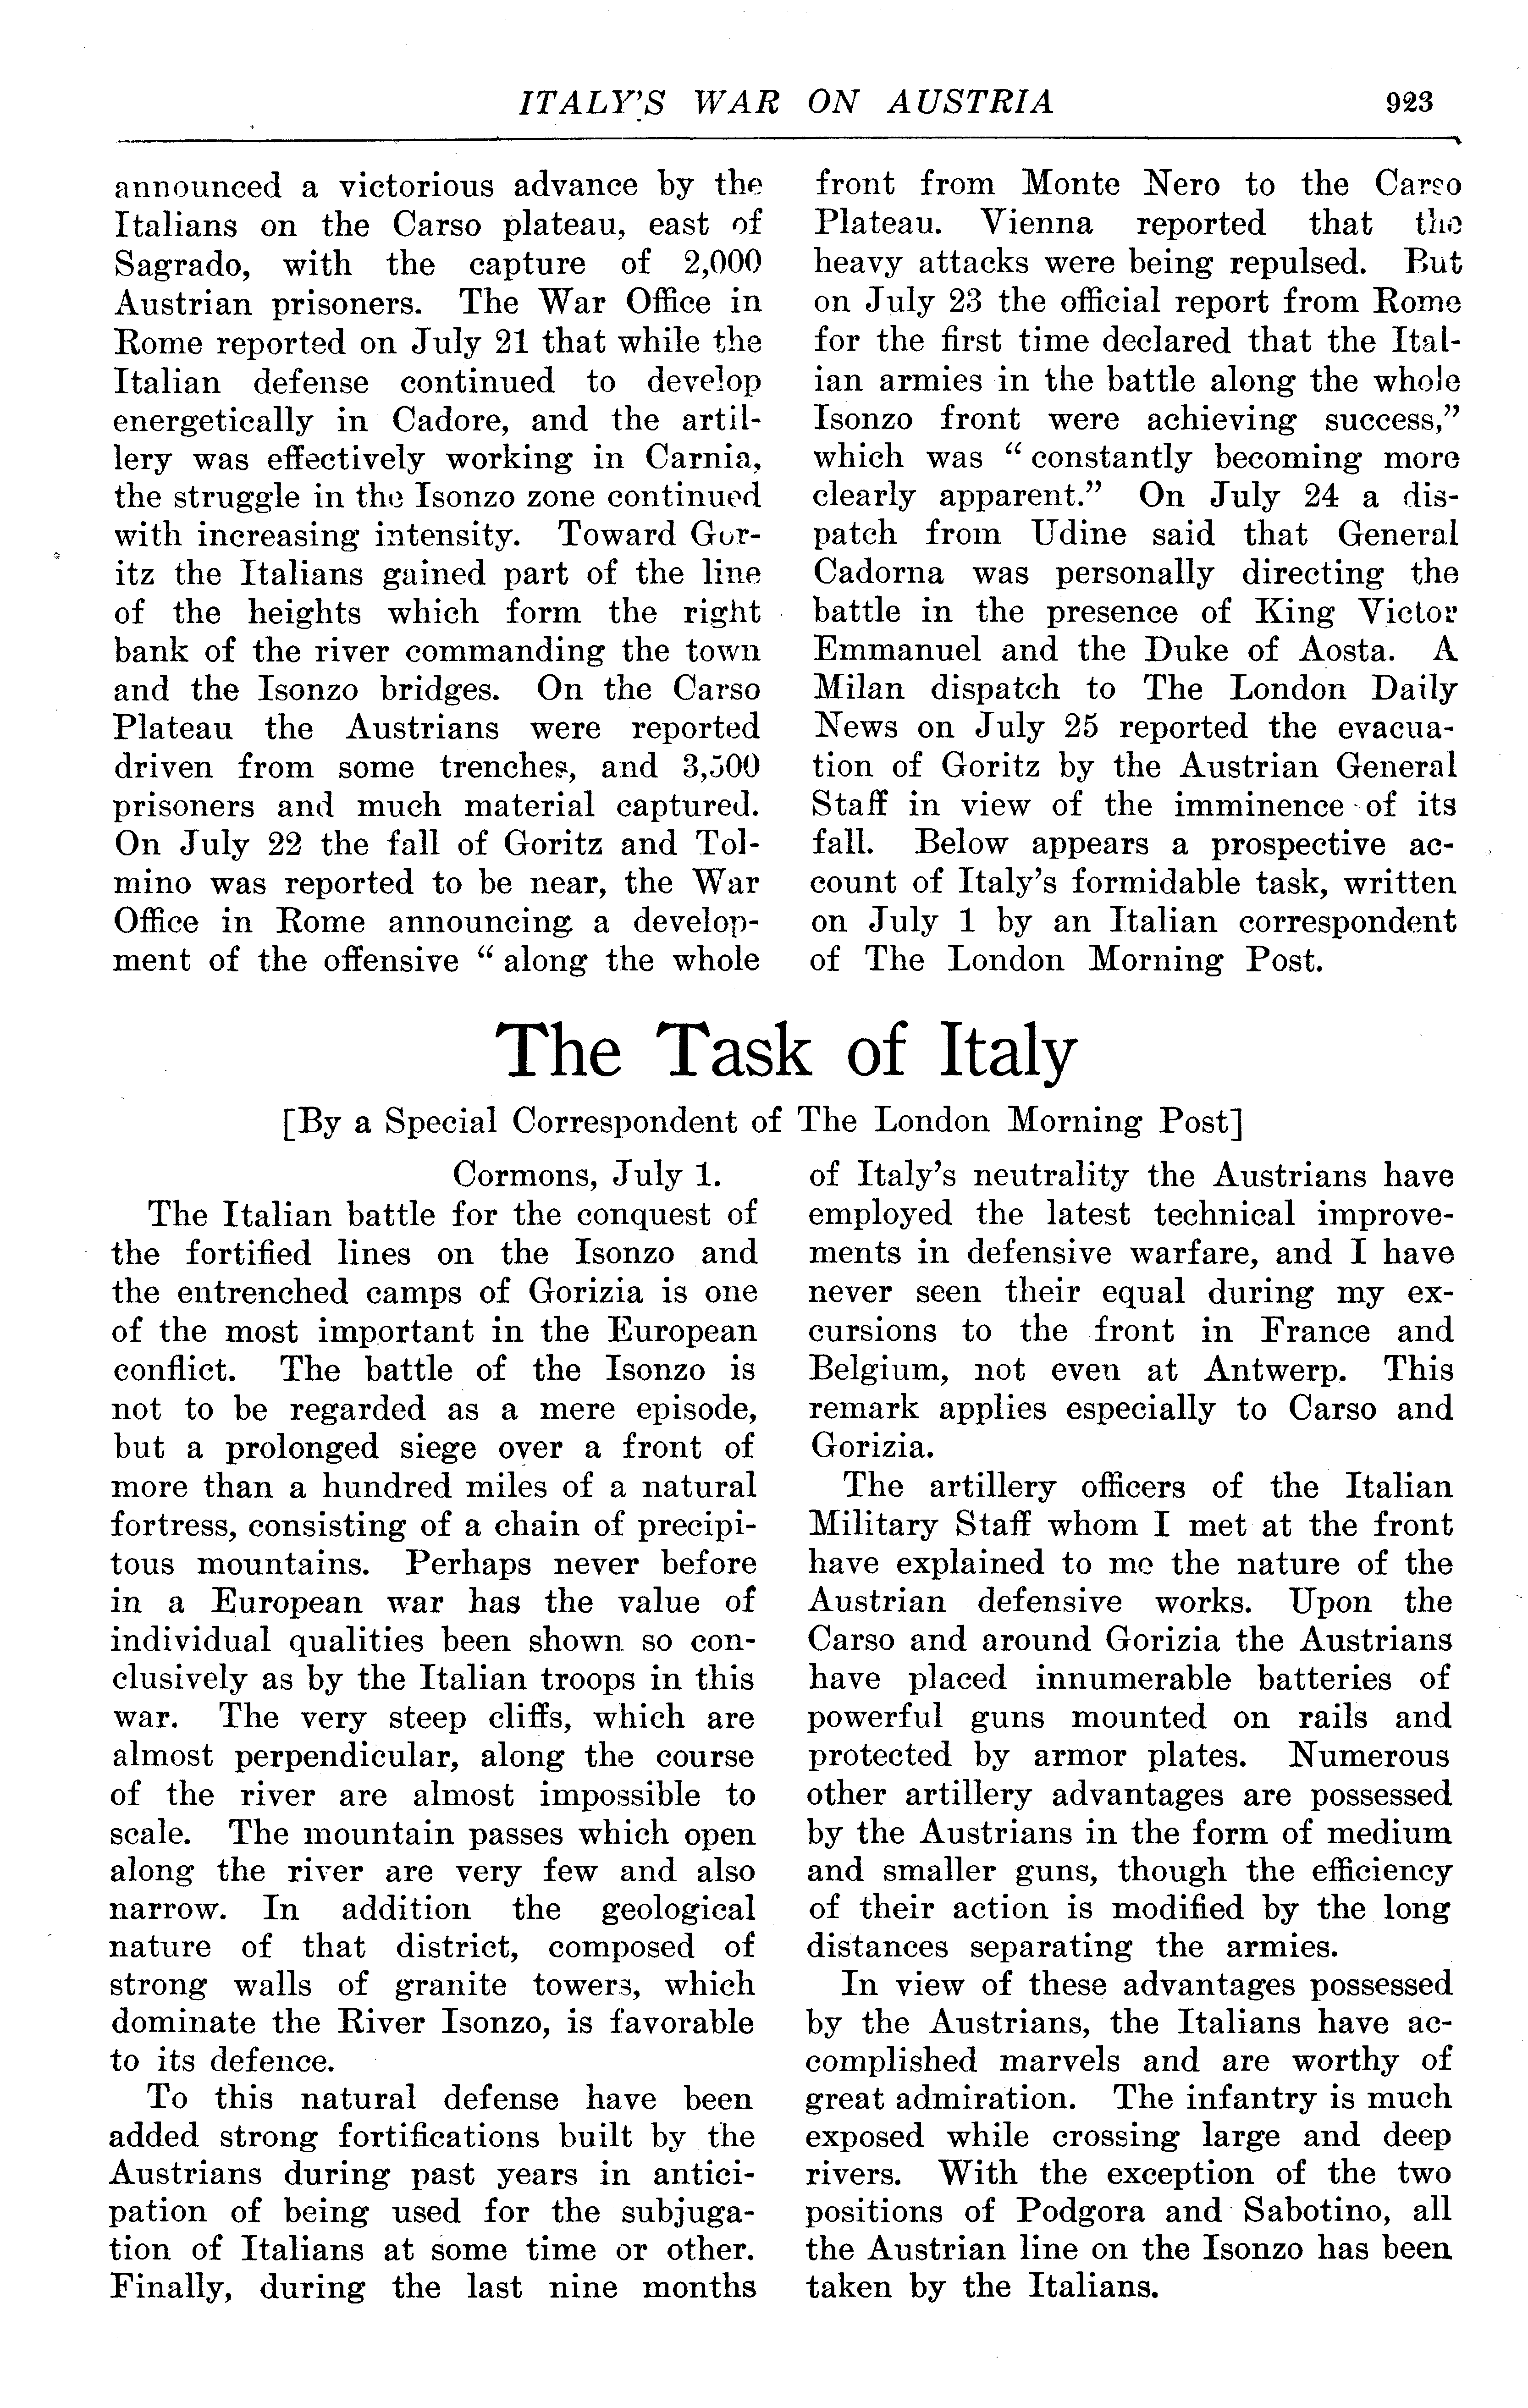 ITALY'S WAR ON AUSTRIA 923
announced a victorious advance by the
Italians on the Carso plateau, east of
Sagrado, with the capture of 2,000
Austrian prisoners. The War Office in
Rome reported on July 21 that while the
Italian defense continued to develop
energetically in Cadore, and the artil-
lery was effectively working in Carnia,
the struggle in the Isonzo zone continued
with increasing intensity. Toward Gor-
itz the Italians gained part of the line
of the heights which form the right
bank of the river commanding the town
and the Isonzo bridges. On the Carso
Plateau the Austrians were reported
driven from some trenches, and 3,500
prisoners and much material captured.
On July 22 the fall of Goritz and Tol-
mino was reported to be near, the War
Office in Rome announcing a develop-
ment of the offensive “ along the whole
front from Monte Nero to the Carso
Plateau. Vienna reported that the
heavy attacks were being repulsed. But
on July 23 the official report from Rome
for the first time declared that the Ital-
ian armies in the battle along the whole
Isonzo front were achieving success,”
which was “ constantly becoming more
clearly apparent.” On July 24 a dis-
patch from Udine said that General
Cadorna was personally directing the
battle in the presence of King Victor
Emmanuel and the Duke of Aosta. A
Milan dispatch to The London Daily
News on July 25 reported the evacua-
tion of Goritz by the Austrian General
Staff in view of the imminence of its
fall. Below appears a prospective ac-
count of Italy's formidable task, written
on July 1 by an Italian correspondent
of The London Morning Post.
The Task of Italy
[By a Special Correspondent of The London Morning Post]
Cormons, July 1.
The Italian battle for the conquest of
the fortified lines on the Isonzo and
the entrenched camps of Gorizia is one
of the most important in the European
conflict. The battle of the Isonzo is
not to be regarded as a mere episode,
but a prolonged siege over a front of
more than a hundred miles of a natural
fortress, consisting of a chain of precipi-
tous mountains. Perhaps never before
in a European war has the value of
individual qualities been shown so con-
clusively as by the Italian troops in this
war. The very steep cliffs, which are
almost perpendicular, along the course
of the river are almost impossible to
scale. The mountain passes which open
along the river are very few and also
narrow. In addition the geological
nature of that district, composed of
strong walls of granite towers, which
dominate the River Isonzo, is favorable
to its defence.
To this natural defense have been
added strong fortifications built by the
Austrians during past years in antici-
pation of being used for the subjuga-
tion of Italians at some time or other.
Finally, during the last nine months
of Italy's neutrality the Austrians have
employed the latest technical improve-
ments in defensive warfare, and I have
never seen their equal during my ex-
cursions to the front in France and
Belgium, not even at Antwerp. This
remark applies especially to Carso and
Gorizia.
The artillery officers of the Italian
Military Staff whom I met at the front
have explained to me the nature of the
Austrian defensive works. Upon the
Carso and around Gorizia the Austrians
have placed innumerable batteries of
powerful guns mounted on rails and
protected by armor plates. Numerous
other artillery advantages are possessed
by the Austrians in the form of medium
and smaller guns, though the efficiency
of their action is modified by the long
distances separating the armies.
In view of these advantages possessed
by the Austrians, the Italians have ac-
complished marvels and are worthy of
great admiration. The infantry is much
exposed while crossing large and deep
rivers. With the exception of the two
positions of Podgora and Sabotino, all
the Austrian line on the Isonzo has been
taken by the Italians.